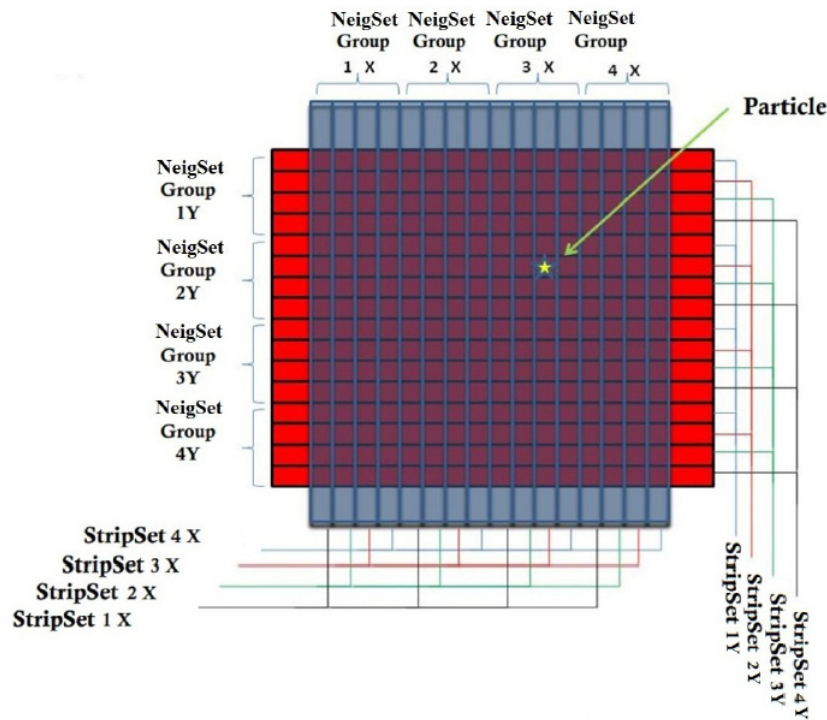 NeigSet NeigSet NeigSet NeigSet
Group Group Group Group
1 X 2 X 3 X 4 X
Particle
NeigSet
Group
1Y
NeigSet
Group
2Y
NeigSet
Group
3Y
NeigSet
Group
4Y
StripSet 4 X
StripSet 3 X
StripSet 2 X
StripSet 1 X
StripSet 1Y
StripSet 2Y
StripSet 3Y
StripSet 4Y